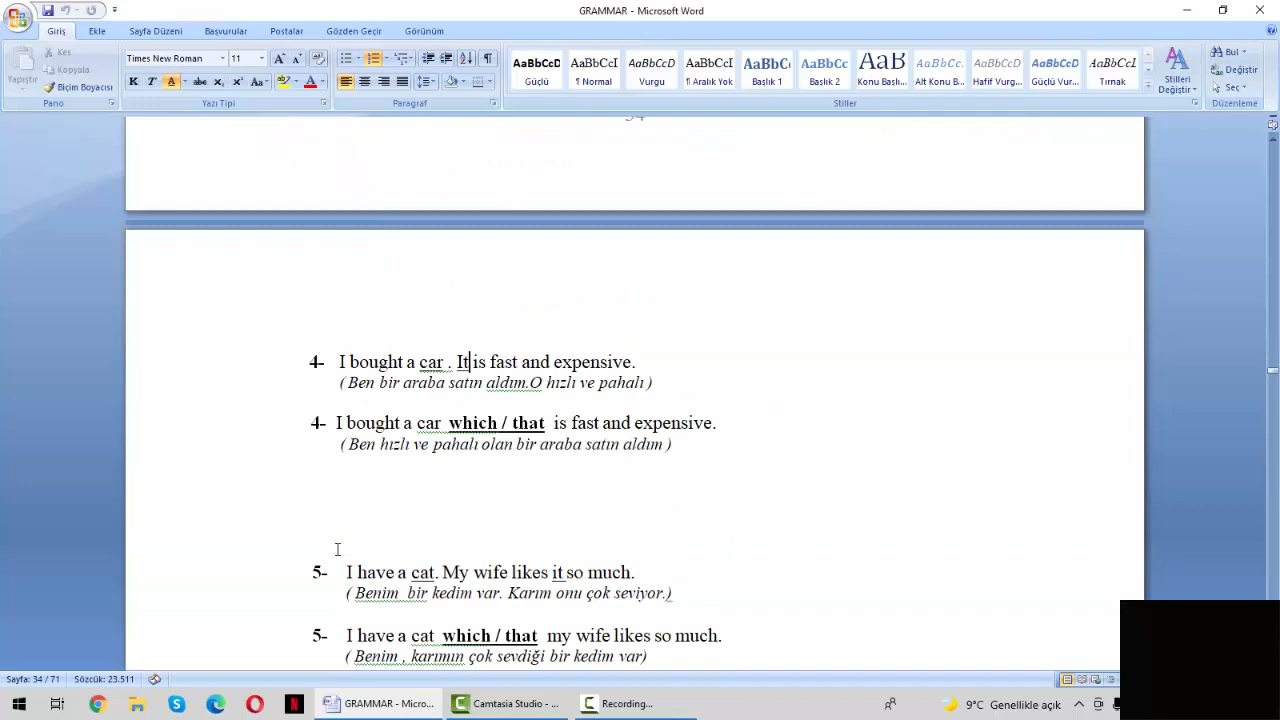 GRAMMAR - Microsoft Word
Giriş Ekle Sayfa Düzeni Başvurular Postalar Gözden Geçir Görünüm
Yapıştır
Kes
Kopyala
Biçim Boyacısı
Pano
Times New Roman 11
K T A abc x₂ x² Aa ab A
Yazı Tipi
Paragraf
AaBbCcD AaBbCcI AaBbCcD AaBbCcI AaBbC AaBbCc AaB AaBbCc. AaBbCcD AaBbCcD AaBbCcI
Güçlü ¶ Normal Vurgu ¶ Aralık Yok Başlık 1 Başlık 2 Konu Başlı... Alt Konu B... Hafif Vurg... Güçlü Vur... Tırnak
Stilleri Değiştir
Stiller
Bul
Değiştir
Seç
Düzenleme
4- I bought a car . It is fast and expensive.
( Ben bir araba satın aldım.O hızlı ve pahalı )
4- I bought a car which / that is fast and expensive.
( Ben hızlı ve pahalı olan bir araba satın aldım )
5- I have a cat. My wife likes it so much.
( Benim bir kedim var. Karım onu çok seviyor.)
5- I have a cat which / that my wife likes so much.
( Benim , karımın çok sevdiği bir kedim var)
Sayfa: 34 / 71 Sözcük: 23.511
GRAMMAR - Micro... Camtasia Studio - ... Recording... 9°C Genellikle açık